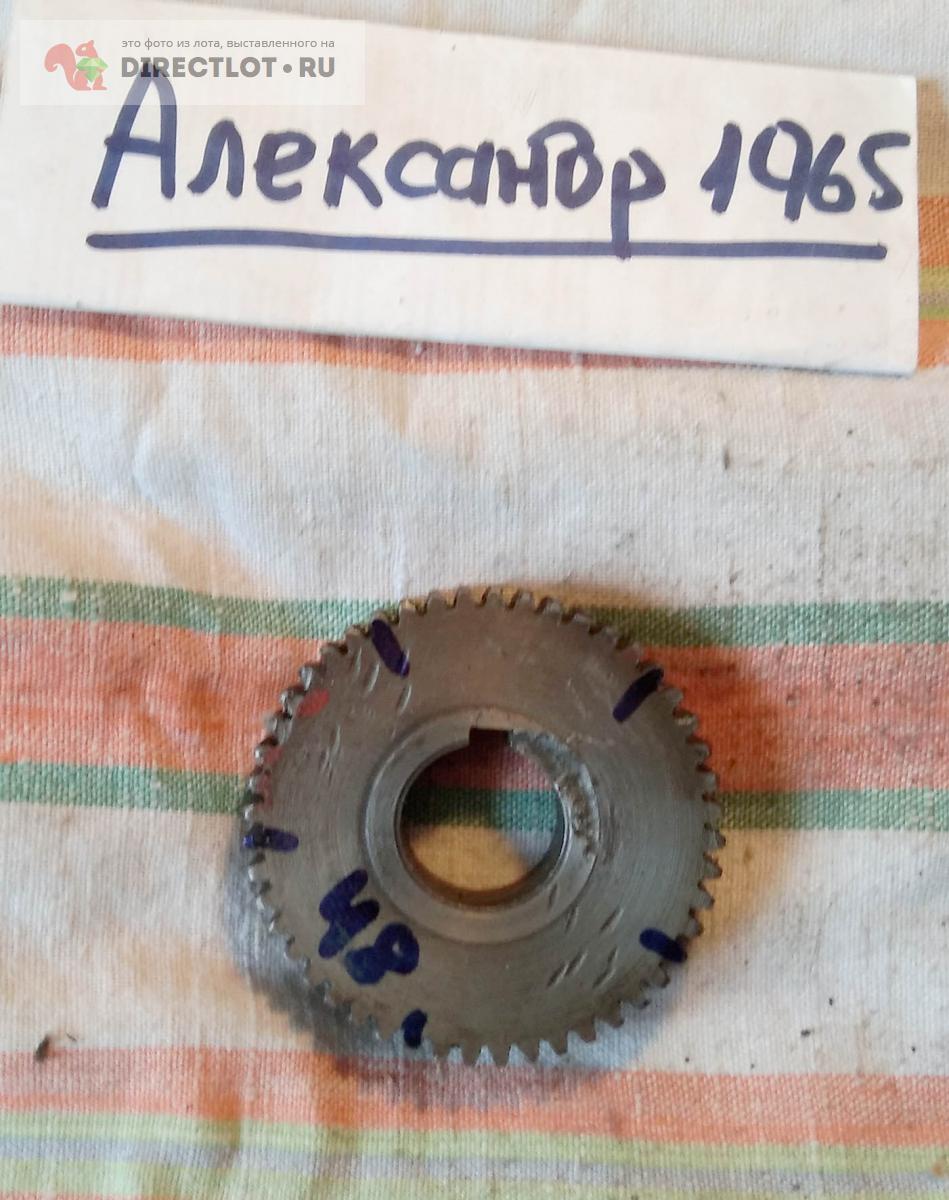 это фото из лота, выставленного на
DIRECTLOT•RU
Александр 1965
48